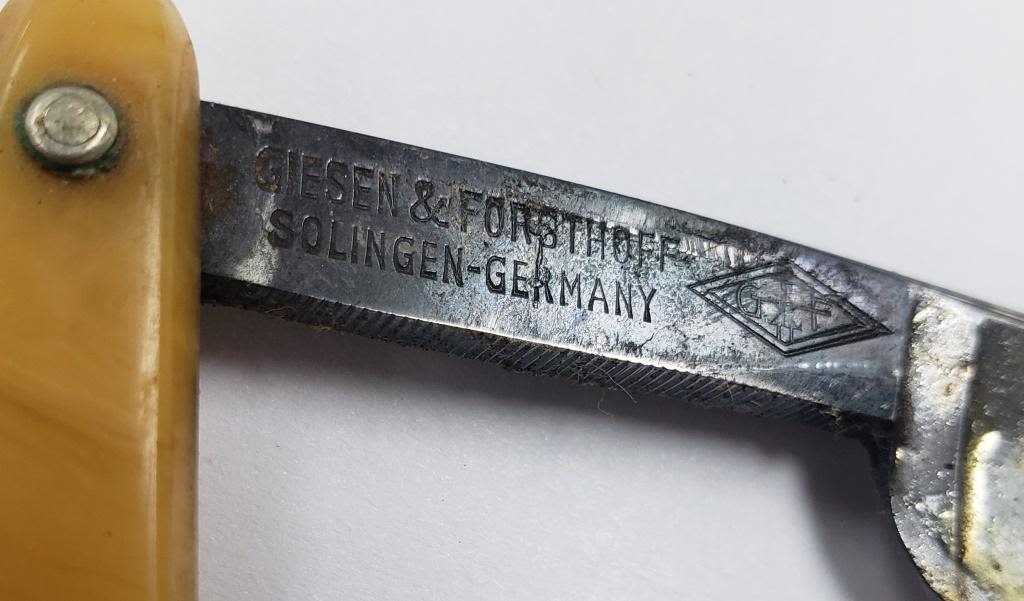 GIESEN & FORSTHOFF
SOLINGEN-GERMANY
G F